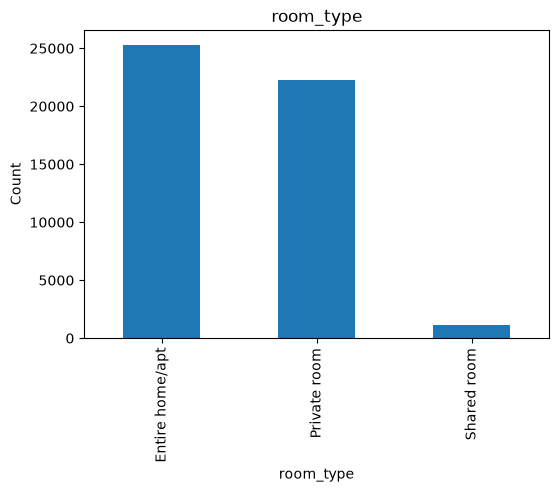 room_type
25000
20000
15000
10000
5000
0
Count
Entire home/apt
Private room
Shared room
room_type